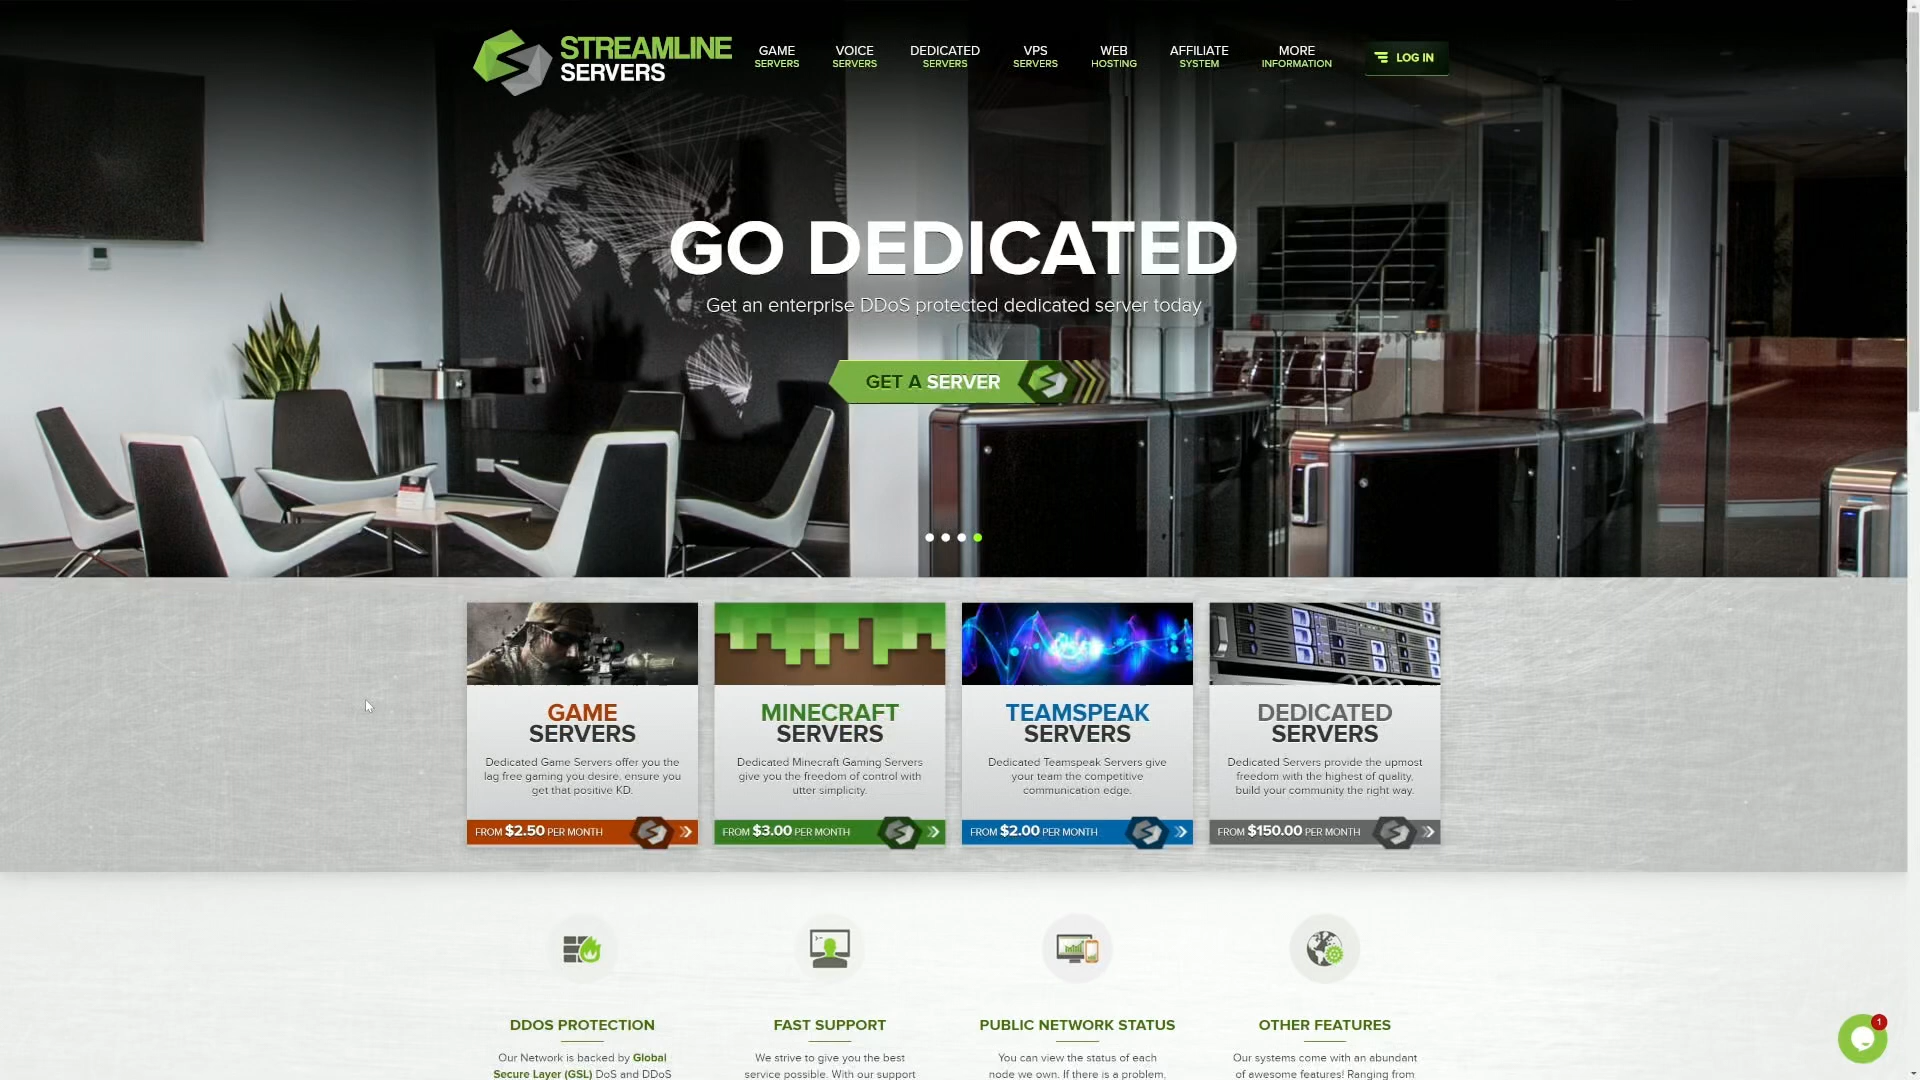 STREAMLINE
SERVERS
GAME
SERVERS
VOICE
SERVERS
DEDICATED
SERVERS
VPS
SERVERS
WEB
HOSTING
AFFILIATE
SYSTEM
MORE
INFORMATION
LOG IN
GO DEDICATED
Get an enterprise DDoS protected dedicated server today
GET A SERVER
GAME
SERVERS
Dedicated Game Servers offer you the
lag free gaming you desire, ensure you
get that positive KD.
FROM $2.50 PER MONTH
MINECRAFT
SERVERS
Dedicated Minecraft Gaming Servers
give you the freedom of control with
utter simplicity.
FROM $3.00 PER MONTH
TEAMSPEAK
SERVERS
Dedicated Teamspeak Servers give
your team the competitive
communication edge.
FROM $2.00 PER MONTH
DEDICATED
SERVERS
Dedicated Servers provide the upmost
freedom with the highest of quality,
build your community the right way.
FROM $150.00 PER MONTH
DDOS PROTECTION
Our Network is backed by Global
Secure Layer (GSL) DoS and DDoS
FAST SUPPORT
We strive to give you the best
service possible. With our support
PUBLIC NETWORK STATUS
You can view the status of each
node we own. If there is a problem,
OTHER FEATURES
Our systems come with an abundant
of awesome features! Ranging from
1